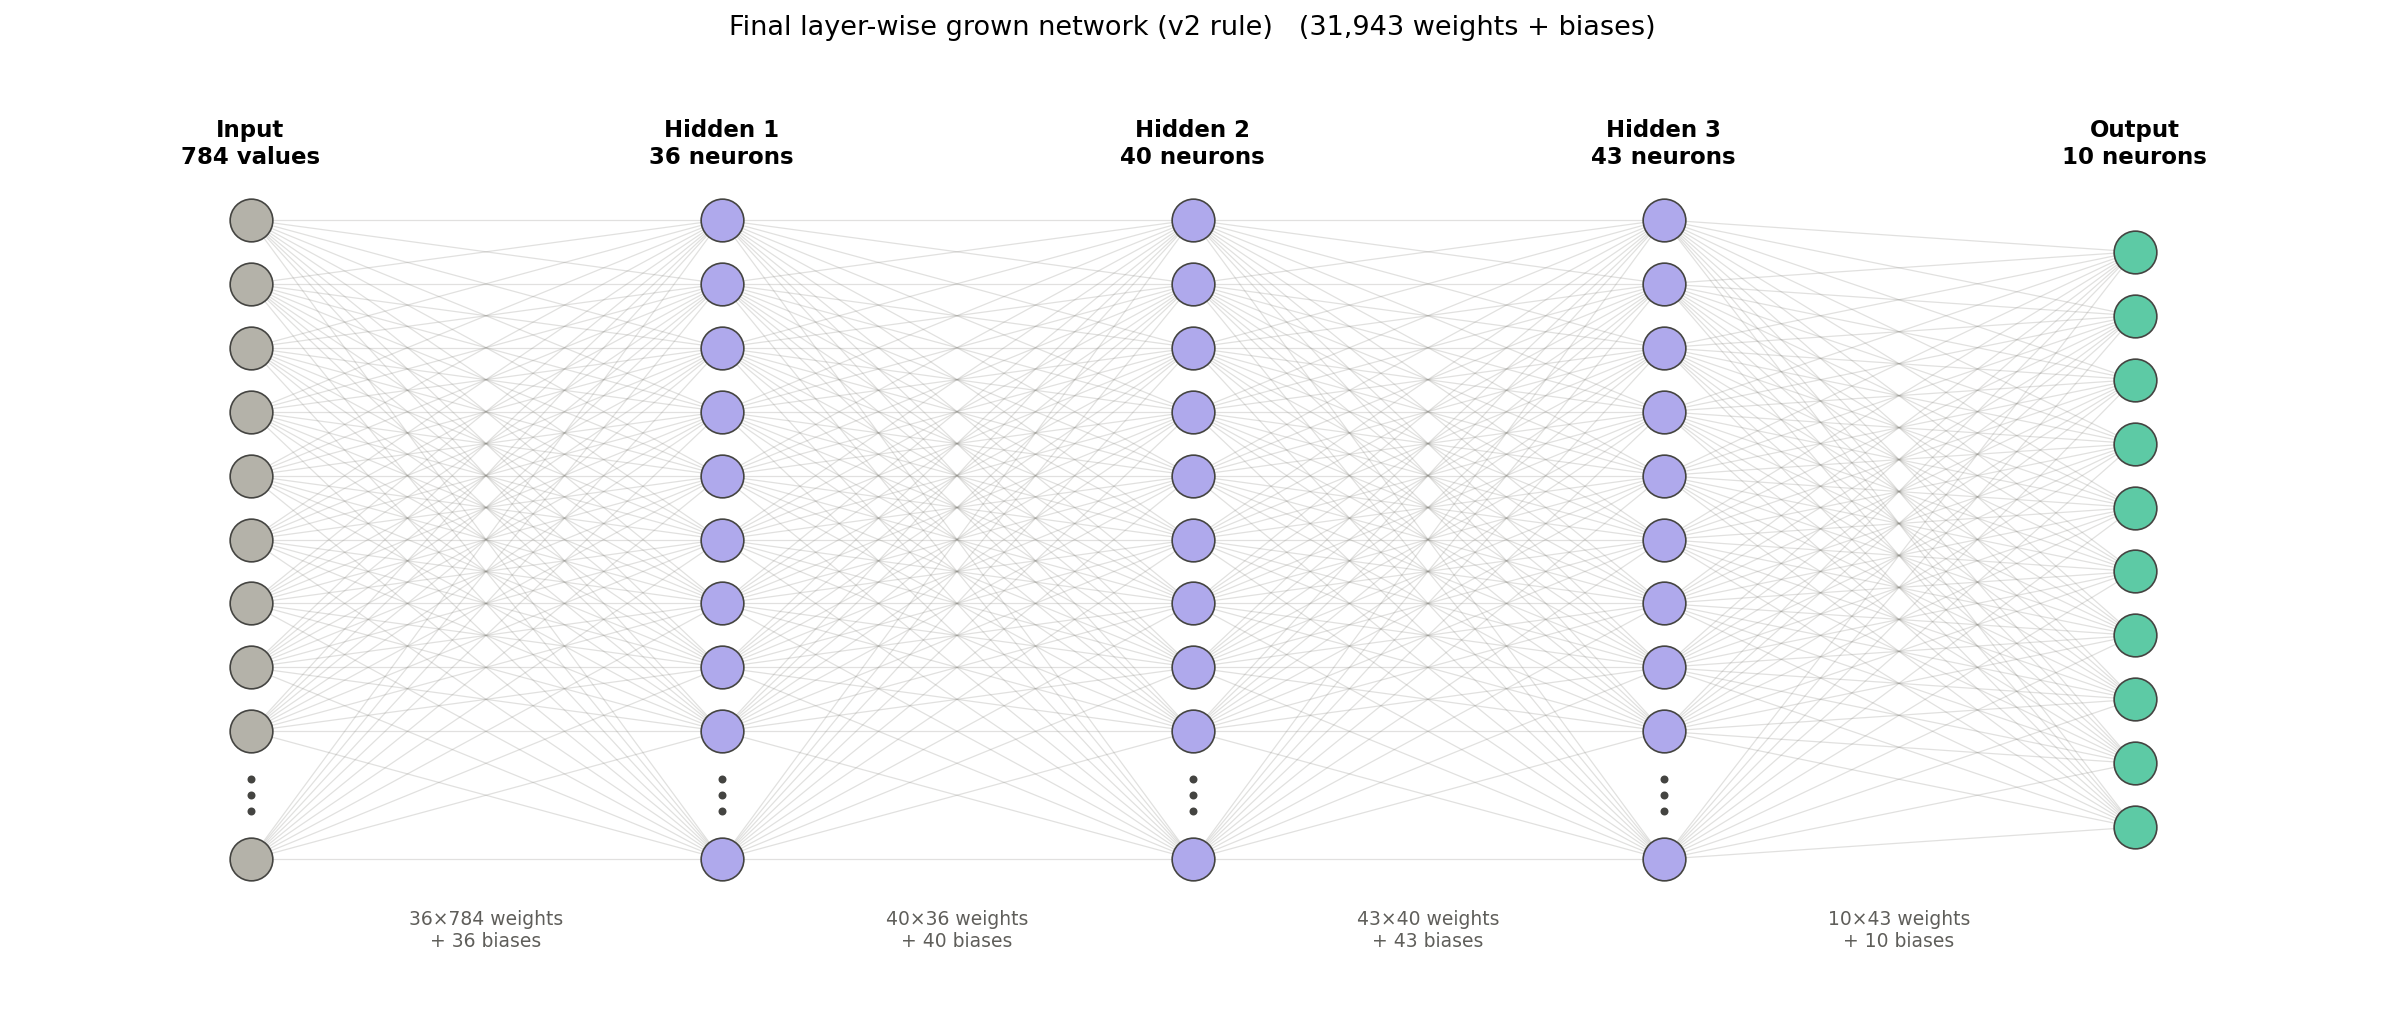 Final layer-wise grown network (v2 rule)   (31,943 weights + biases)
Input
784 values
Hidden 1
36 neurons
Hidden 2
40 neurons
Hidden 3
43 neurons
Output
10 neurons
36×784 weights
+ 36 biases
40×36 weights
+ 40 biases
43×40 weights
+ 43 biases
10×43 weights
+ 10 biases